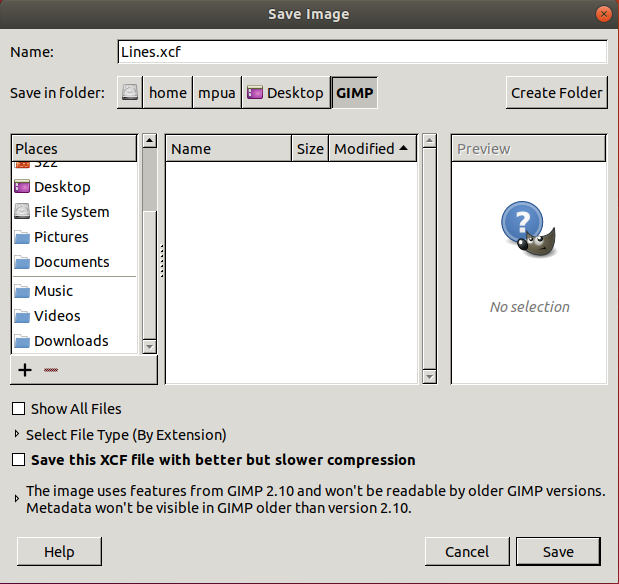 Save Image
Name: Lines.xcf
Save in folder: home mpua Desktop GIMP Create Folder
Places Name Size Modified Preview
Desktop
File System
Pictures
Documents
Music
Videos
Downloads
No selection
Show All Files
Select File Type (By Extension)
Save this XCF file with better but slower compression
The image uses features from GIMP 2.10 and won't be readable by older GIMP versions.
Metadata won't be visible in GIMP older than version 2.10.
Help Cancel Save